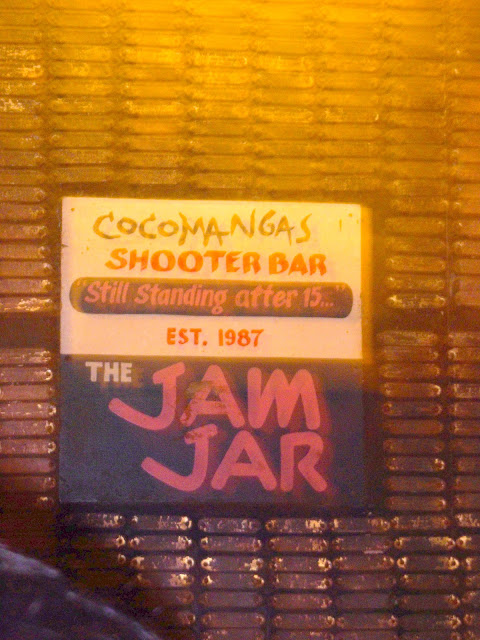 COCOMANGAS
SHOOTER BAR
"Still Standing after 15..."
EST. 1987
THE JAM
JAR